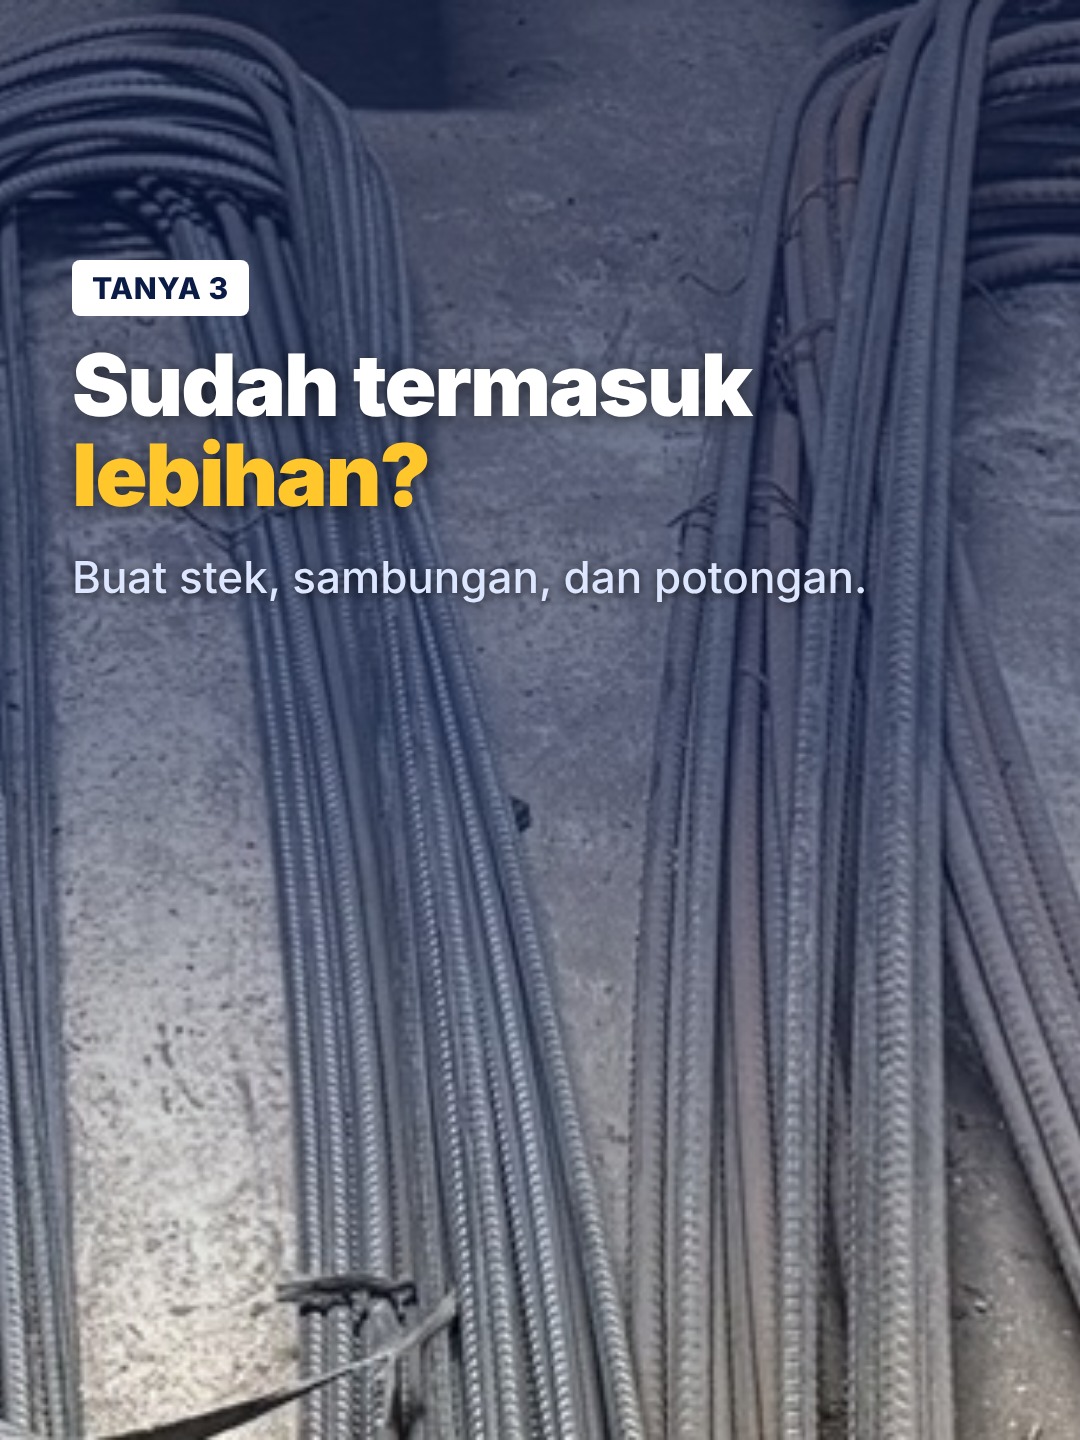 TANYA 3
Sudah termasuk
lebihan?
Buat stek, sambungan, dan potongan.